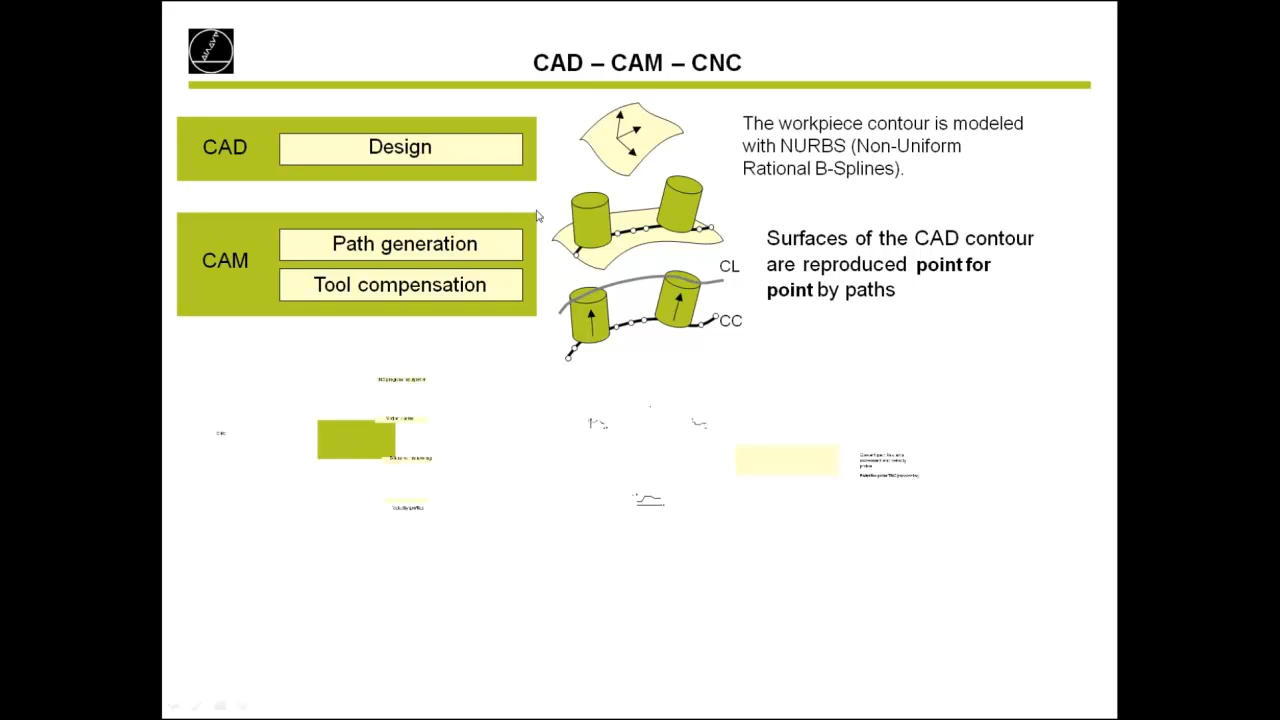 CAD – CAM – CNC
CAD
Design
The workpiece contour is modeled
with NURBS (Non-Uniform
Rational B-Splines).
CAM
Path generation
Tool compensation
CL
CC
Surfaces of the CAD contour
are reproduced point for
point by paths